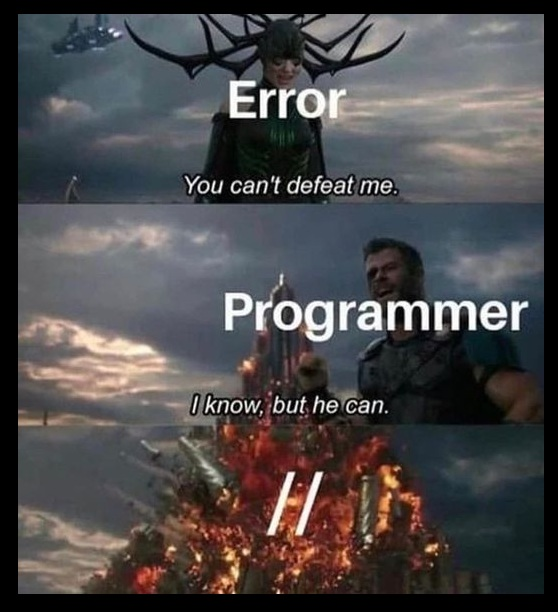 Error
You can't defeat me.
Programmer
I know, but he can.
//